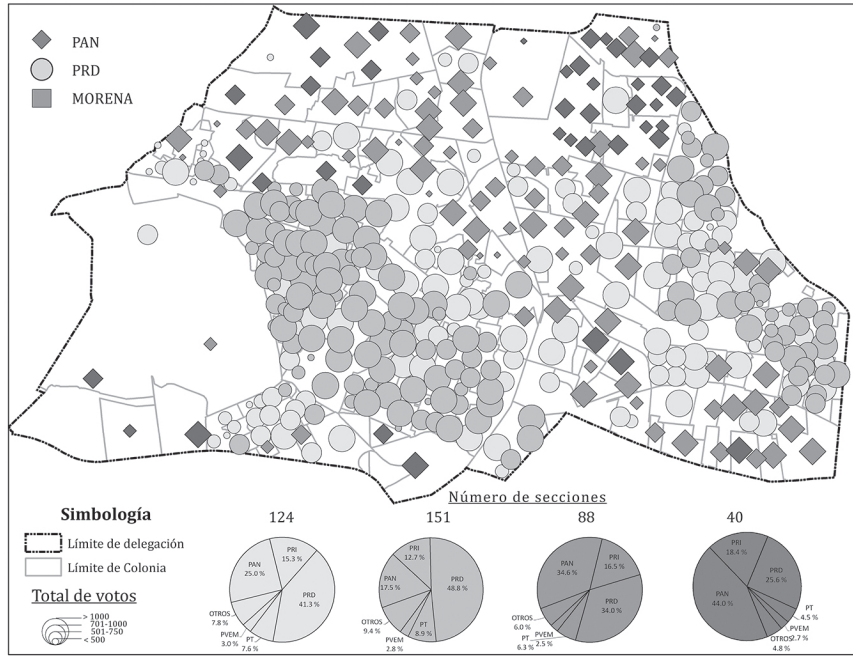 PAN
PRD
MORENA
Número de secciones
Simbología
Límite de delegación
Límite de Colonia
Total de votos
> 1000
701-1000
501-750
< 500
124
PRI
15.3 %
PAN
25.0 %
PRD
41.3 %
OTROS
7.8 %
PVEM
3.0 %
PT
7.6 %
151
PRI
12.7 %
PAN
17.5 %
PRD
48.8 %
OTROS
9.4 %
PVEM
2.8 %
PT
8.9 %
88
PAN
34.6 %
PRI
16.5 %
PRD
34.0 %
OTROS
6.0 %
PVEM
2.5 %
PT
6.3 %
40
PRI
18.4 %
PRD
25.6 %
PAN
44.0 %
PT
4.5 %
PVEM
2.7 %
OTROS
4.8 %